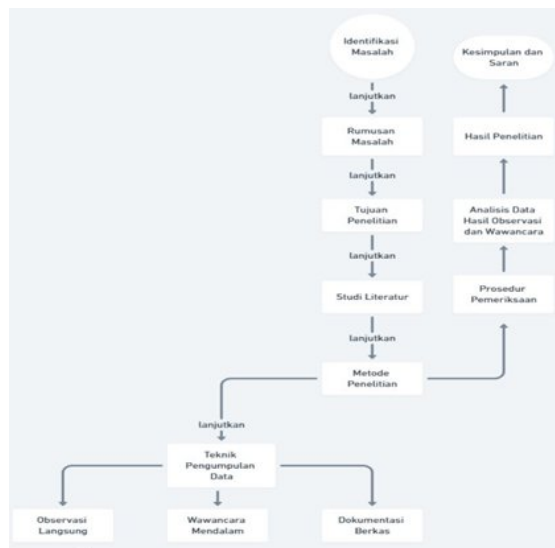 Identifikasi
Masalah
lanjutkan
Rumusan
Masalah
lanjutkan
Tujuan
Penelitian
lanjutkan
Studi Literatur
lanjutkan
Metode
Penelitian
lanjutkan
Teknik
Pengumpulan
Data
Observasi
Langsung
Wawancara
Mendalam
Dokumentasi
Berkas
Prosedur
Pemeriksaan
Analisis Data
Hasil Observasi
dan Wawancara
Hasil Penelitian
Kesimpulan dan
Saran